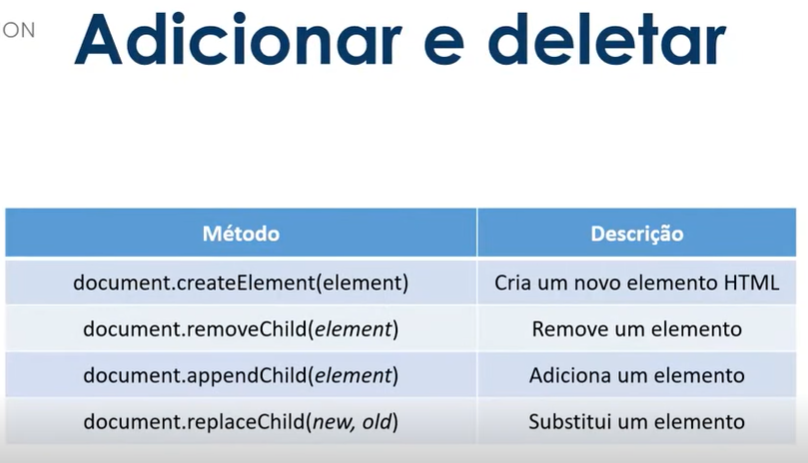 ON
Adicionar e deletar
Método Descrição
document.createElement(element) Cria um novo elemento HTML
document.removeChild(element) Remove um elemento
document.appendChild(element) Adiciona um elemento
document.replaceChild(new, old) Substitui um elemento